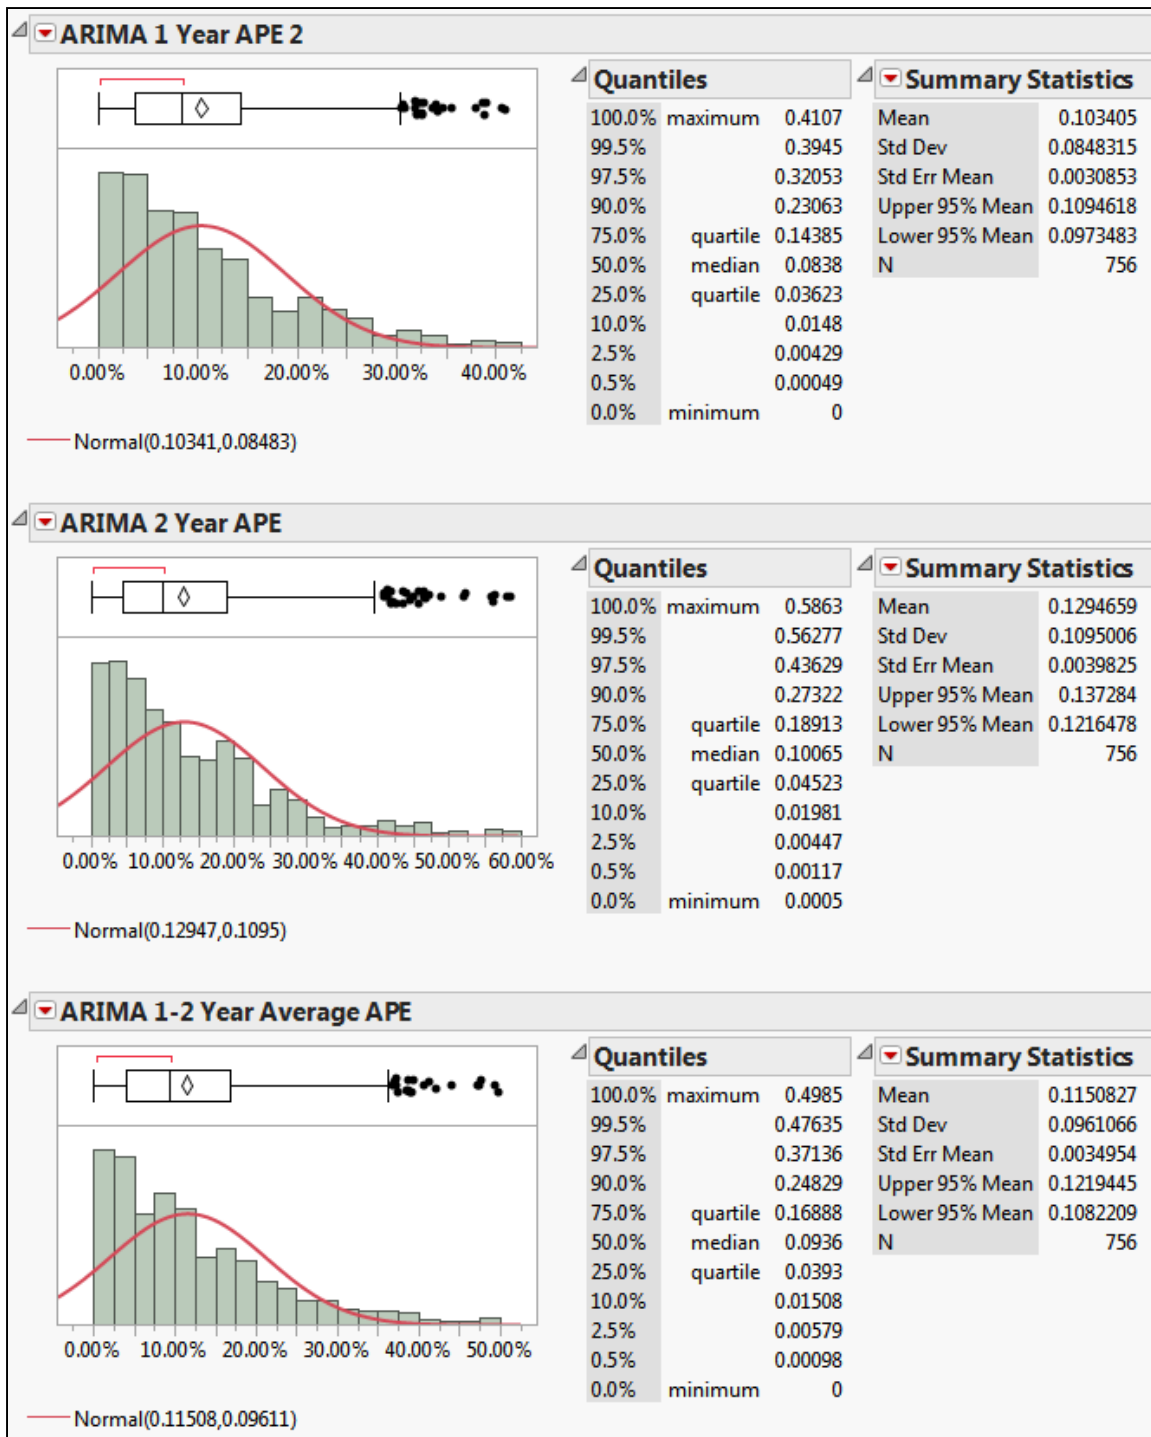 ARIMA 1 Year APE 2
Quantiles
100.0% maximum 0.4107
99.5% 0.3945
97.5% 0.32053
90.0% 0.23063
75.0% quartile 0.14385
50.0% median 0.0838
25.0% quartile 0.03623
10.0% 0.0148
2.5% 0.00429
0.5% 0.00049
0.0% minimum 0
Summary Statistics
Mean 0.103405
Std Dev 0.0848315
Std Err Mean 0.0030853
Upper 95% Mean 0.1094618
Lower 95% Mean 0.0973483
N 756
0.00% 10.00% 20.00% 30.00% 40.00%
Normal(0.10341,0.08483)
ARIMA 2 Year APE
Quantiles
100.0% maximum 0.5863
99.5% 0.56277
97.5% 0.43629
90.0% 0.27322
75.0% quartile 0.18913
50.0% median 0.10065
25.0% quartile 0.04523
10.0% 0.01981
2.5% 0.00447
0.5% 0.00117
0.0% minimum 0.0005
Summary Statistics
Mean 0.1294659
Std Dev 0.1095006
Std Err Mean 0.0039825
Upper 95% Mean 0.137284
Lower 95% Mean 0.1216478
N 756
0.00% 10.00% 20.00% 30.00% 40.00% 50.00% 60.00%
Normal(0.12947,0.1095)
ARIMA 1-2 Year Average APE
Quantiles
100.0% maximum 0.4985
99.5% 0.47635
97.5% 0.37136
90.0% 0.24829
75.0% quartile 0.16888
50.0% median 0.0936
25.0% quartile 0.0393
10.0% 0.01508
2.5% 0.00579
0.5% 0.00098
0.0% minimum 0
Summary Statistics
Mean 0.1150827
Std Dev 0.0961066
Std Err Mean 0.0034954
Upper 95% Mean 0.1219445
Lower 95% Mean 0.1082209
N 756
0.00% 10.00% 20.00% 30.00% 40.00% 50.00%
Normal(0.11508,0.09611)